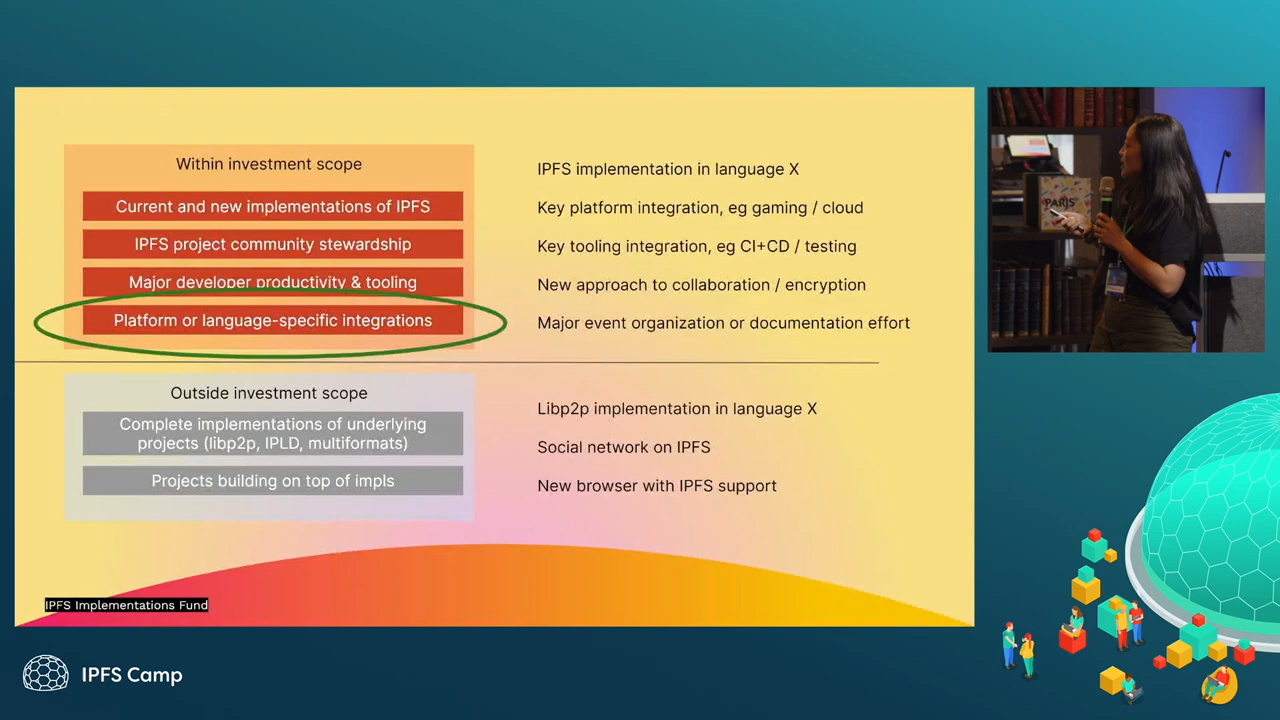 Within investment scope
Current and new implementations of IPFS
IPFS project community stewardship
Major developer productivity & tooling
Platform or language-specific integrations
IPFS implementation in language X
Key platform integration, eg gaming / cloud
Key tooling integration, eg CI+CD / testing
New approach to collaboration / encryption
Major event organization or documentation effort
Outside investment scope
Complete implementations of underlying
projects (libp2p, IPLD, multiformats)
Projects building on top of impls
Libp2p implementation in language X
Social network on IPFS
New browser with IPFS support
IPFS Implementations Fund
PARIS
IPFS Camp